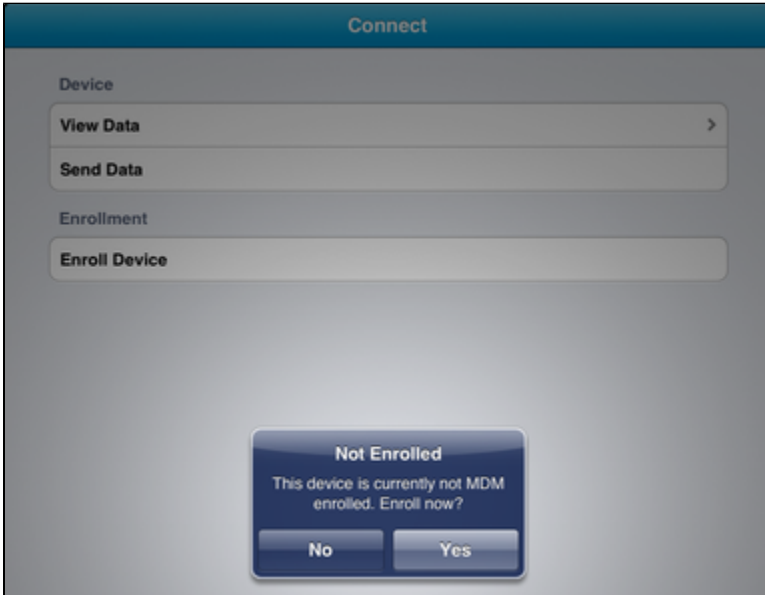 Connect
Device
View Data
Send Data
Enrollment
Enroll Device
Not Enrolled
This device is currently not MDM
enrolled. Enroll now?
No
Yes